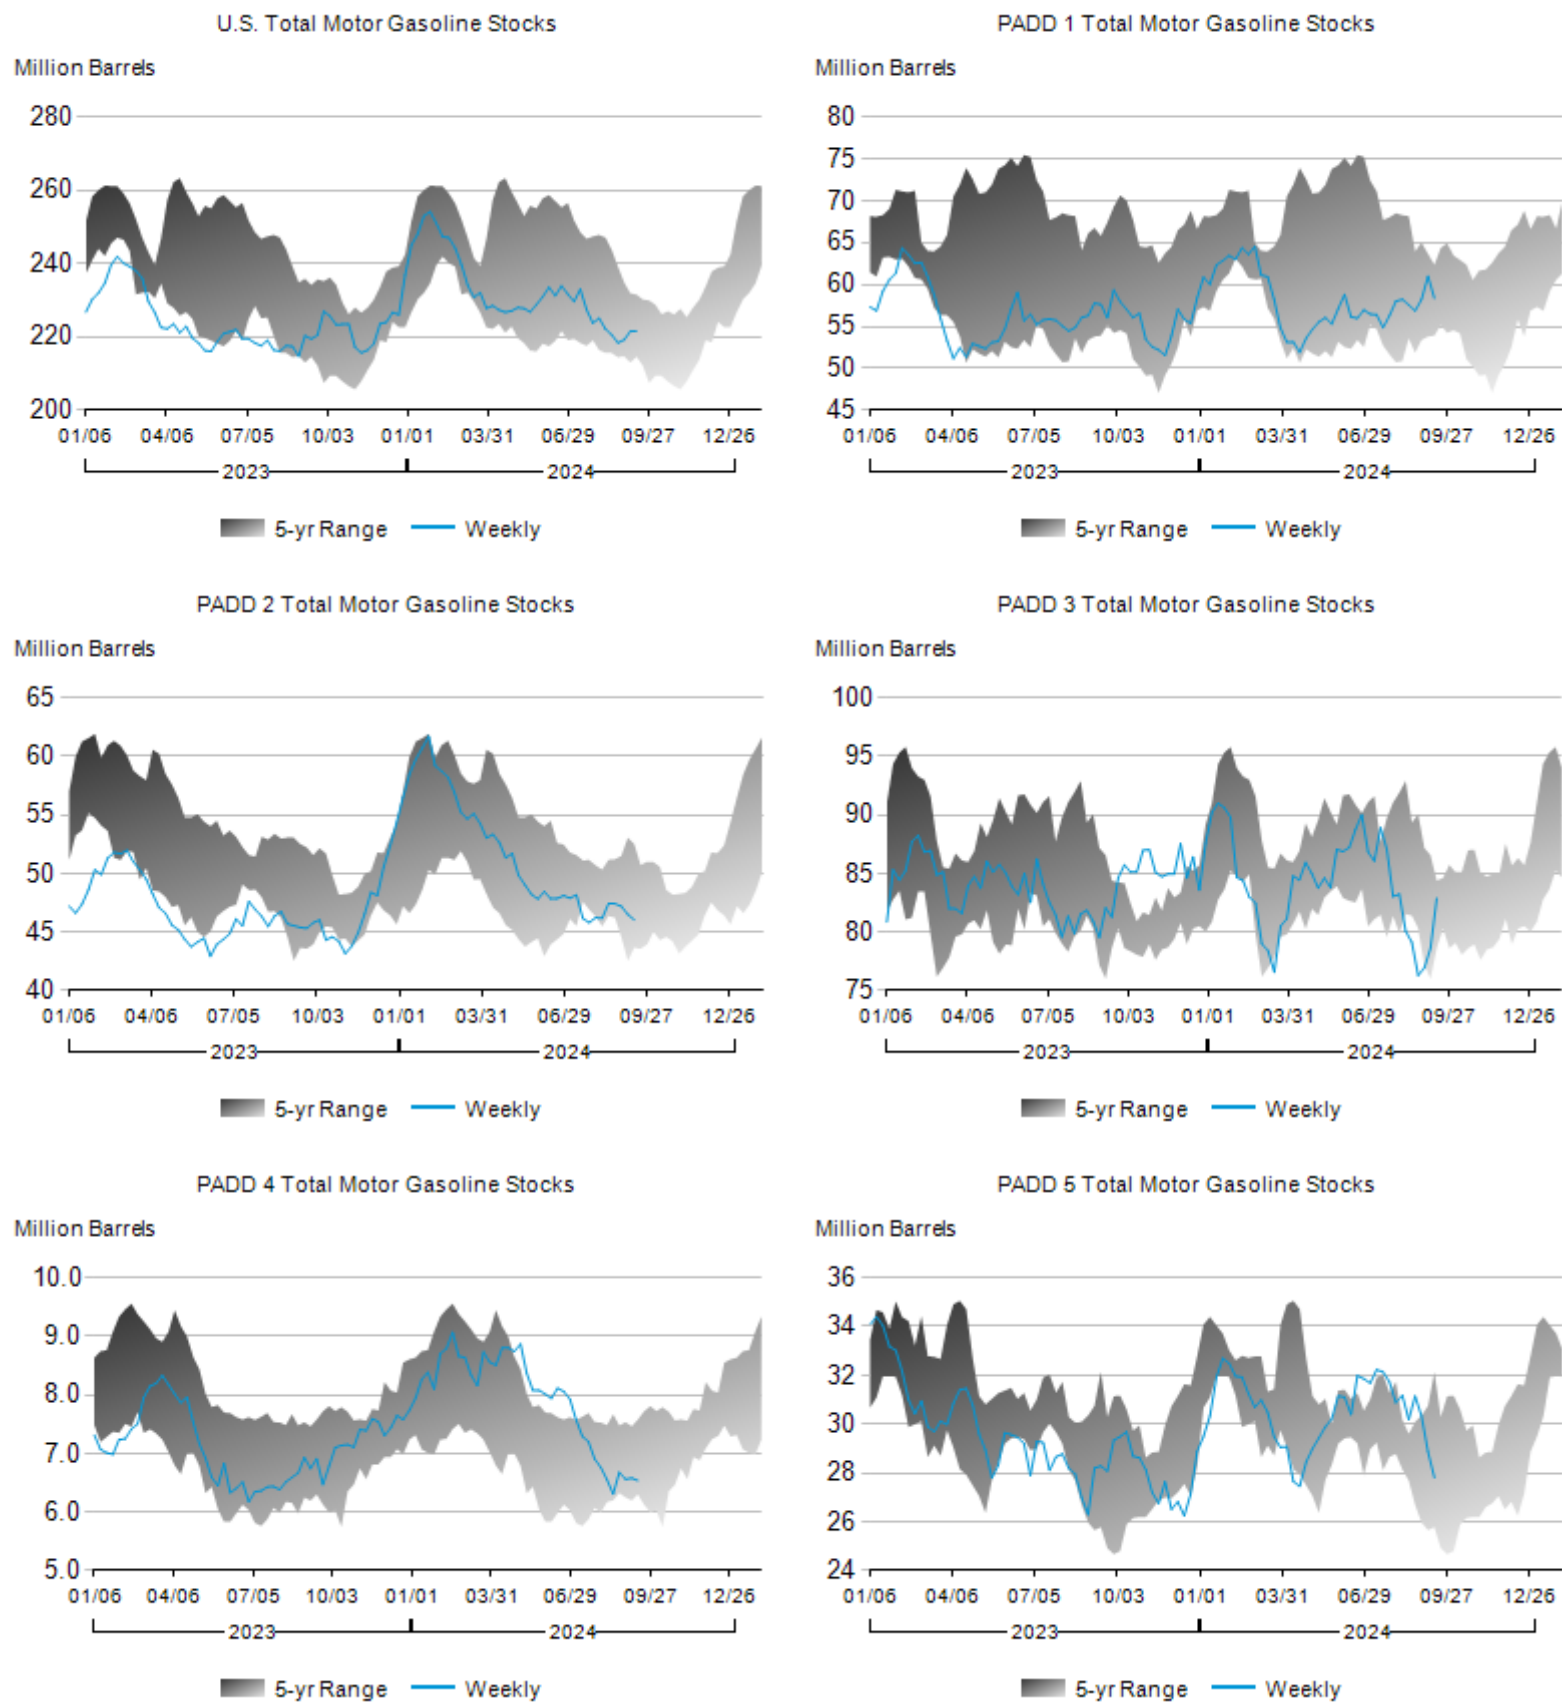 U.S. Total Motor Gasoline Stocks
Million Barrels
280
260
240
220
200
01/06 04/06 07/05 10/03 01/01 03/31 06/29 09/27 12/26
2023 2024
5-yr Range Weekly
PADD 1 Total Motor Gasoline Stocks
Million Barrels
80
75
70
65
60
55
50
45
01/06 04/06 07/05 10/03 01/01 03/31 06/29 09/27 12/26
2023 2024
5-yr Range Weekly
PADD 2 Total Motor Gasoline Stocks
Million Barrels
65
60
55
50
45
40
01/06 04/06 07/05 10/03 01/01 03/31 06/29 09/27 12/26
2023 2024
5-yr Range Weekly
PADD 3 Total Motor Gasoline Stocks
Million Barrels
100
95
90
85
80
75
01/06 04/06 07/05 10/03 01/01 03/31 06/29 09/27 12/26
2023 2024
5-yr Range Weekly
PADD 4 Total Motor Gasoline Stocks
Million Barrels
10.0
9.0
8.0
7.0
6.0
5.0
01/06 04/06 07/05 10/03 01/01 03/31 06/29 09/27 12/26
2023 2024
5-yr Range Weekly
PADD 5 Total Motor Gasoline Stocks
Million Barrels
36
34
32
30
28
26
24
01/06 04/06 07/05 10/03 01/01 03/31 06/29 09/27 12/26
2023 2024
5-yr Range Weekly